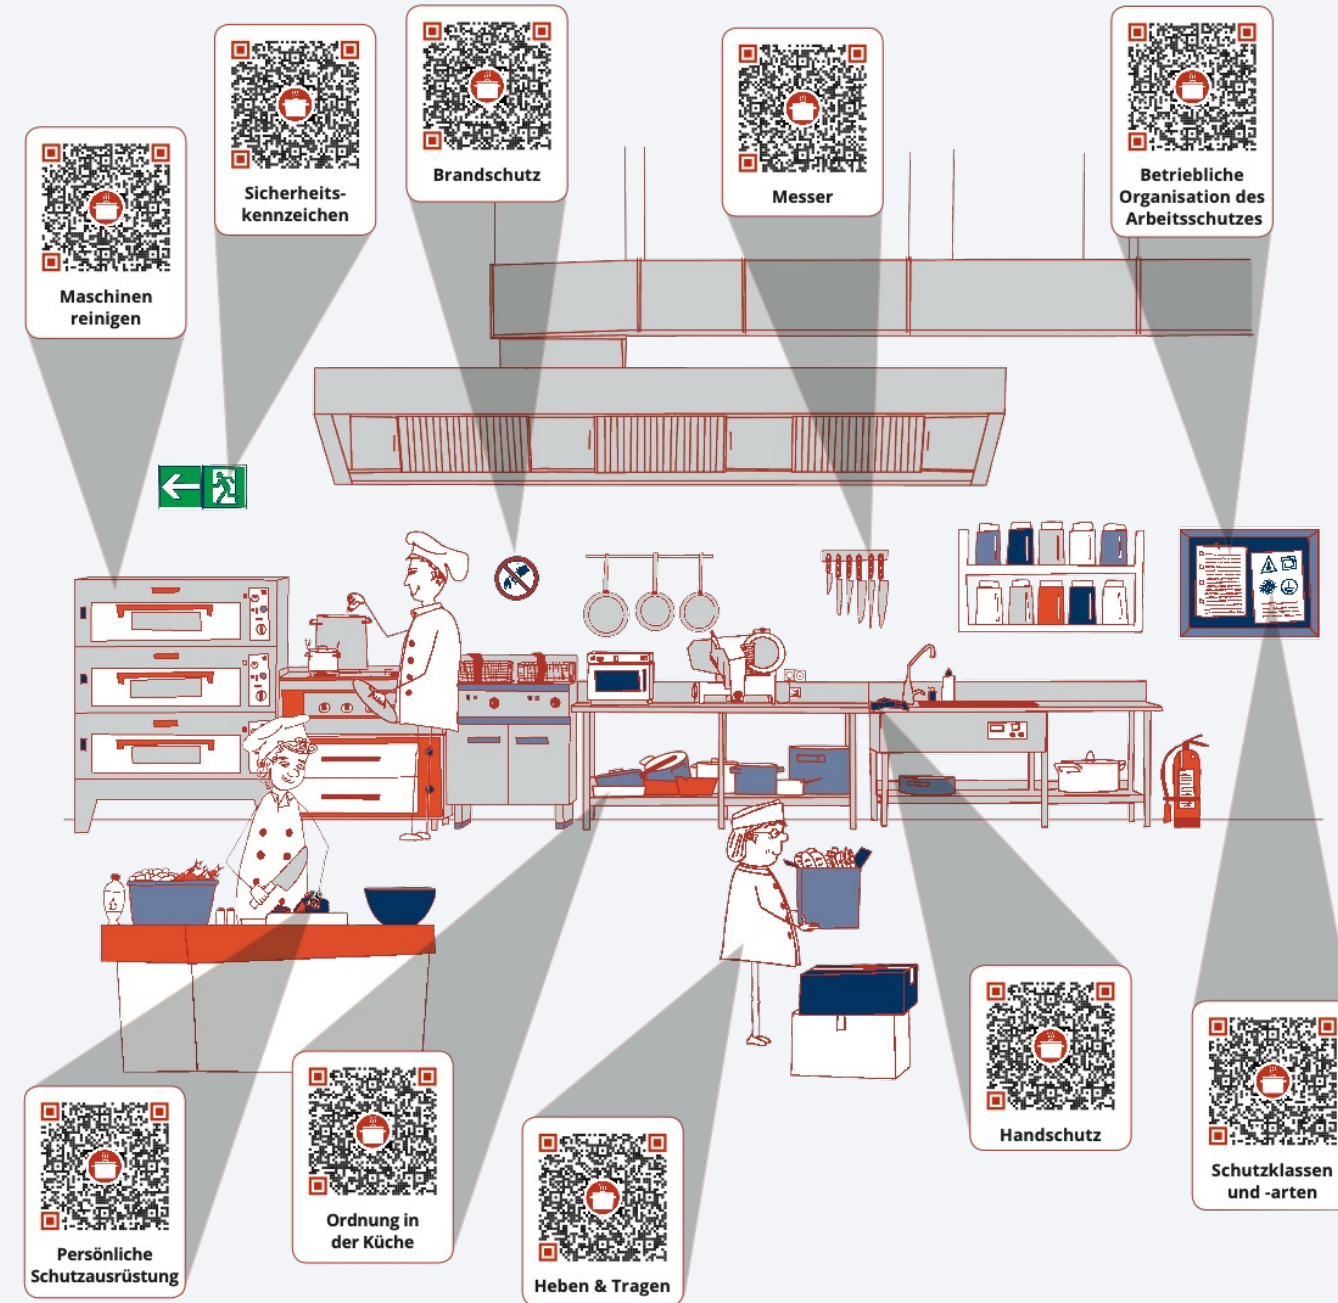 Maschinen
reinigen
Sicherheits-
kennzeichen
Brandschutz
Messer
Betriebliche
Organisation des
Arbeitsschutzes
Persönliche
Schutzausrüstung
Ordnung in
der Küche
Heben & Tragen
Handschutz
Schutzklassen
und -arten